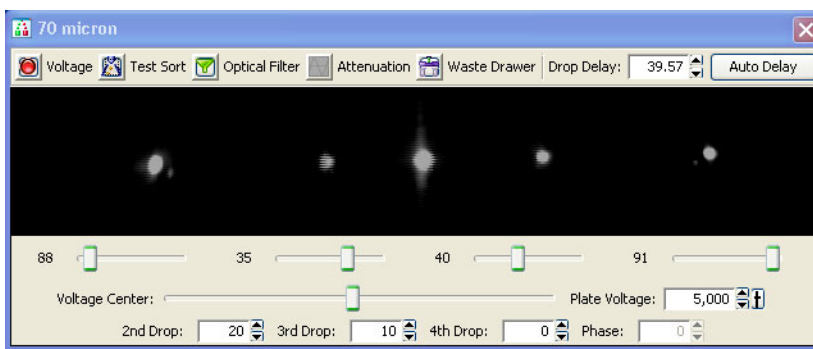 70 micron
Voltage Test Sort Optical Filter Attenuation Waste Drawer Drop Delay: 39.57 Auto Delay
88 35 40 91
Voltage Center: Plate Voltage: 5,000
2nd Drop: 20 3rd Drop: 10 4th Drop: 0 Phase: 0